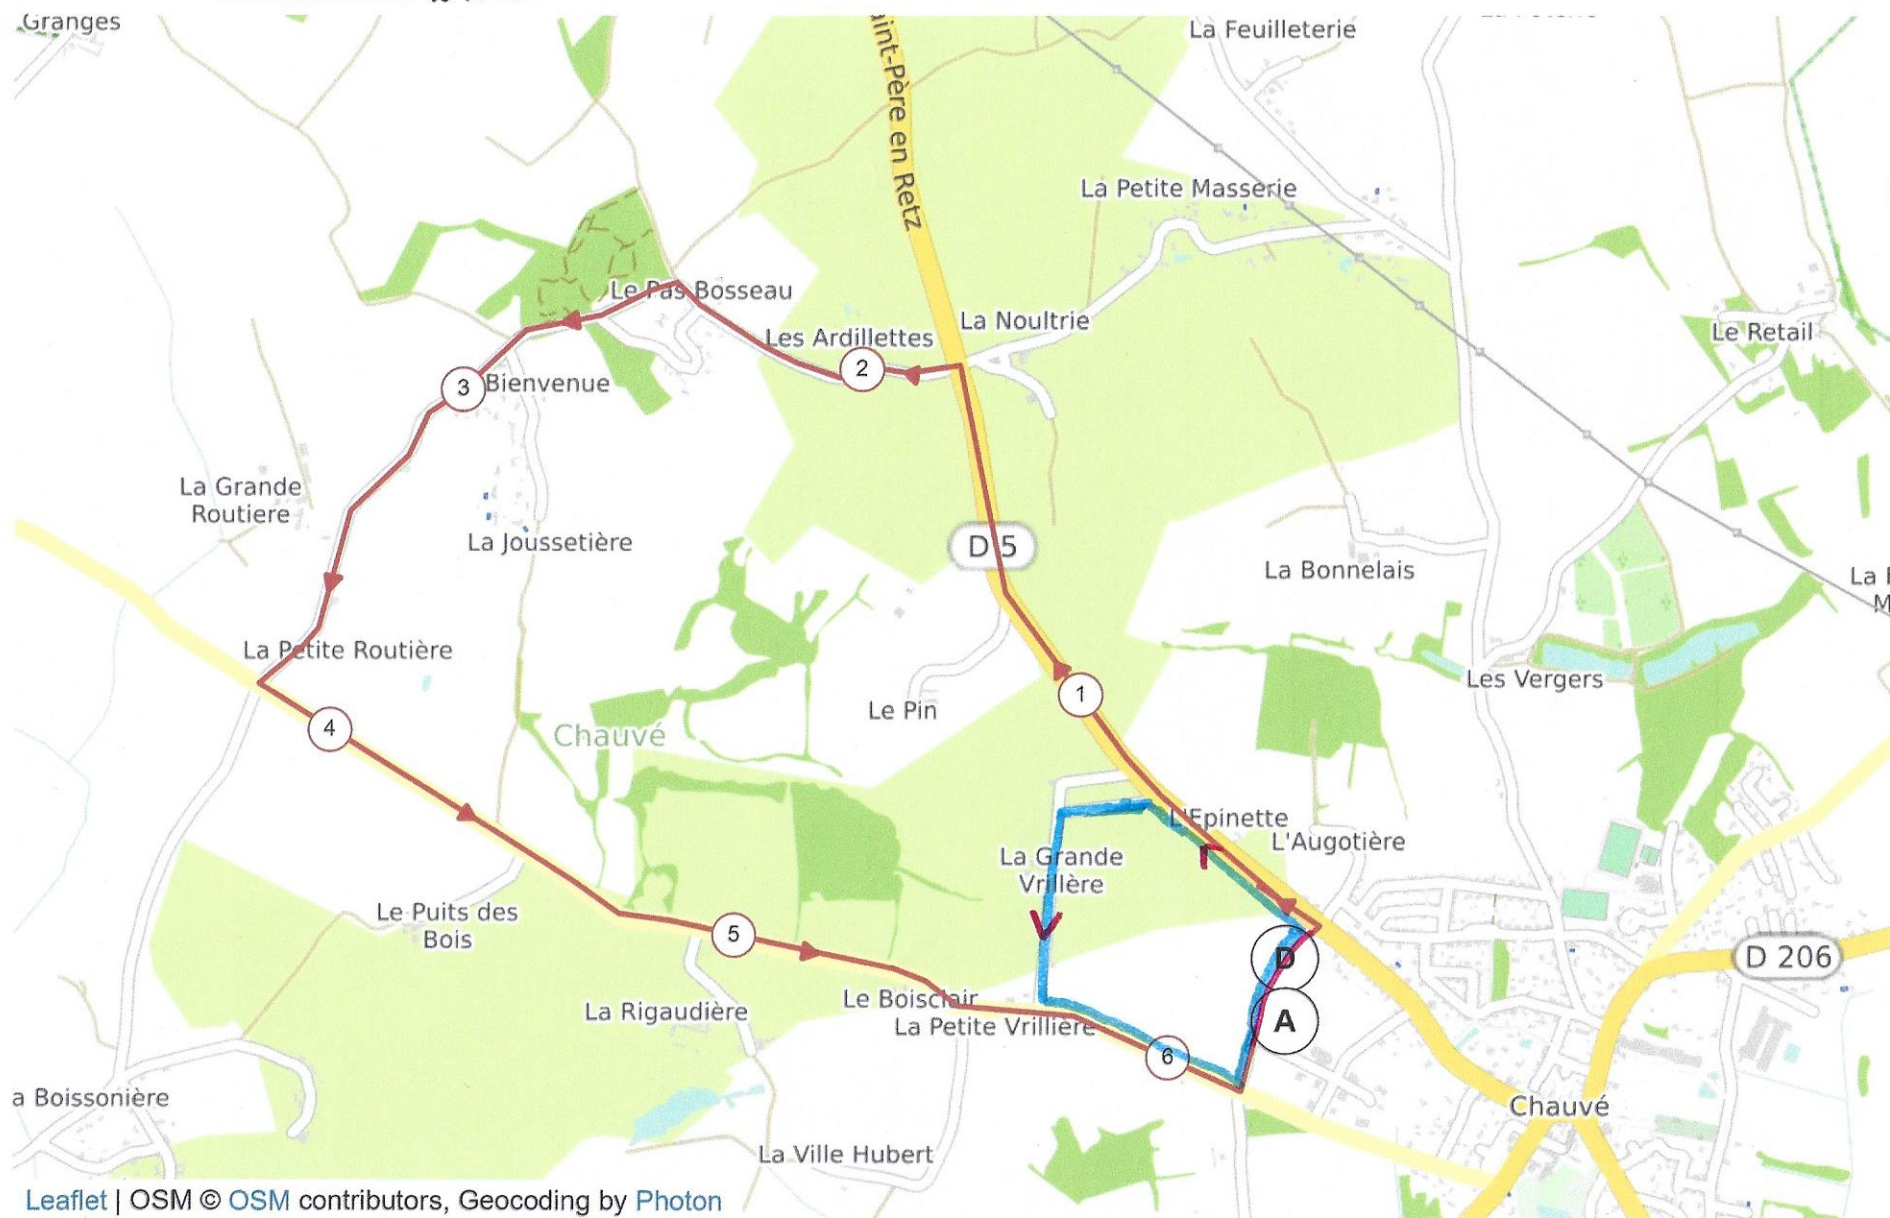 Granges
La Feuilleterie
aint-Père en Retz
La Petite Masserie
Le Pas Bosseau
La Noultrie
Les Ardillettes
Le Retail
2
3
Bienvenue
La Grande
Routiere
La Joussetière
D 5
La Bonnelais
La Petite Routière
Les Vergers
1
Le Pin
4
Chauvé
L'Epinette
L'Augotière
La Grande
Vrillère
Le Puits des
Bois
5
D
D 206
Le Boisclair
La Rigaudière
La Petite Vrillière
A
6
a Boissonière
Chauvé
La Ville Hubert
Leaflet | OSM © OSM contributors, Geocoding by Photon